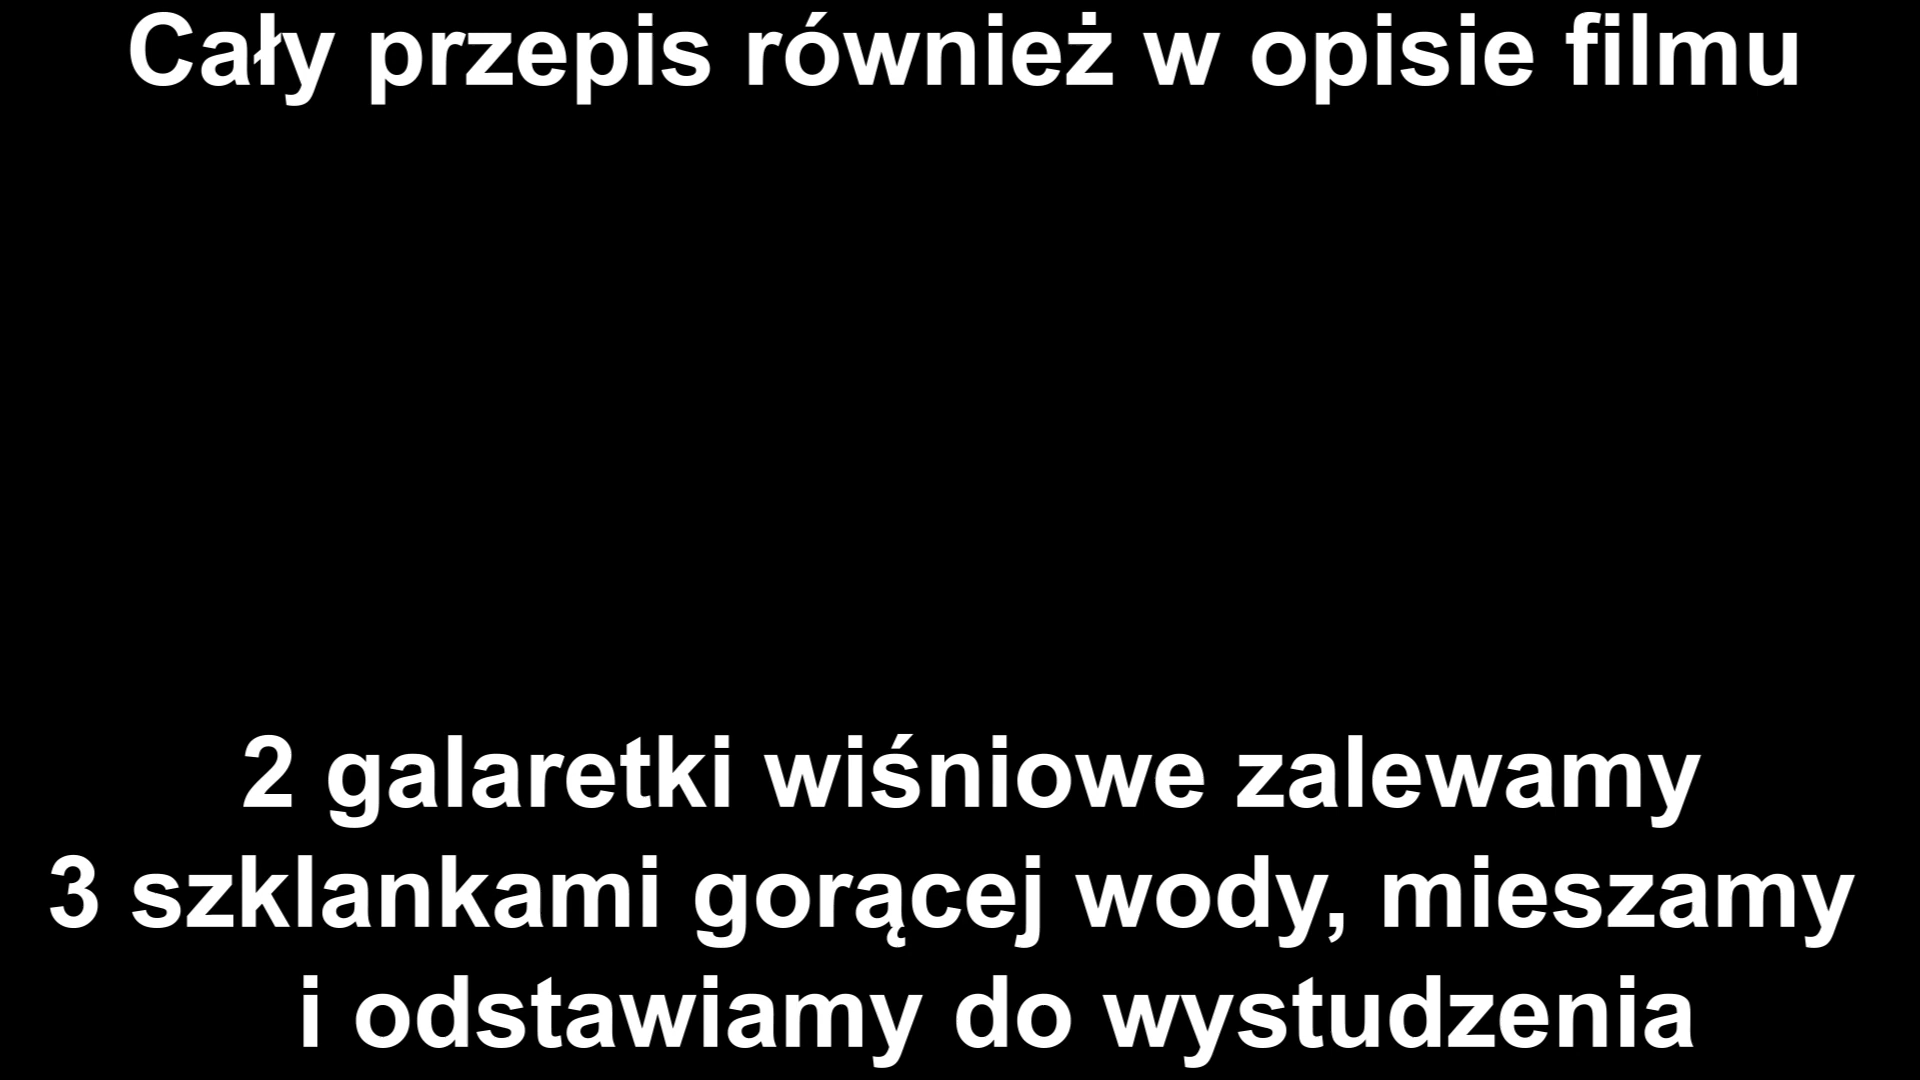 Cały przepis również w opisie filmu
2 galaretki wiśniowe zalewamy
3 szklankami gorącej wody, mieszamy
i odstawiamy do wystudzenia